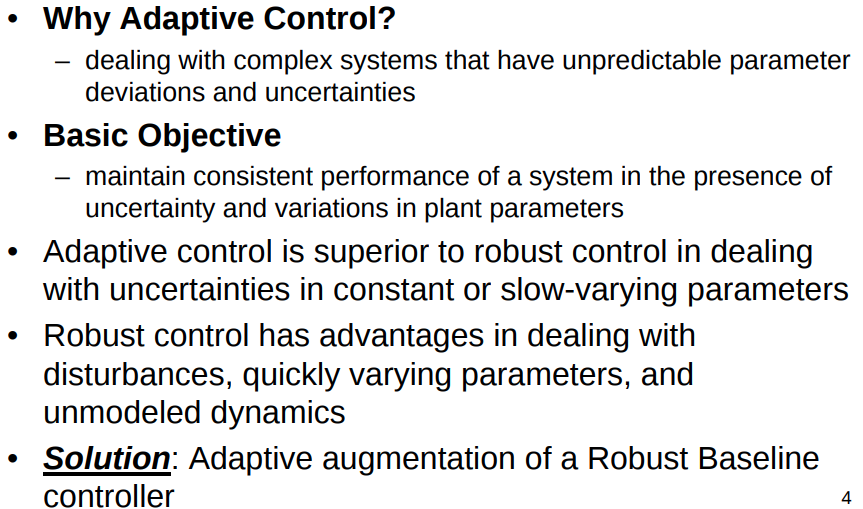 • Why Adaptive Control?
– dealing with complex systems that have unpredictable parameter
deviations and uncertainties
• Basic Objective
– maintain consistent performance of a system in the presence of
uncertainty and variations in plant parameters
• Adaptive control is superior to robust control in dealing
with uncertainties in constant or slow-varying parameters
• Robust control has advantages in dealing with
disturbances, quickly varying parameters, and
unmodeled dynamics
• Solution: Adaptive augmentation of a Robust Baseline
controller
4